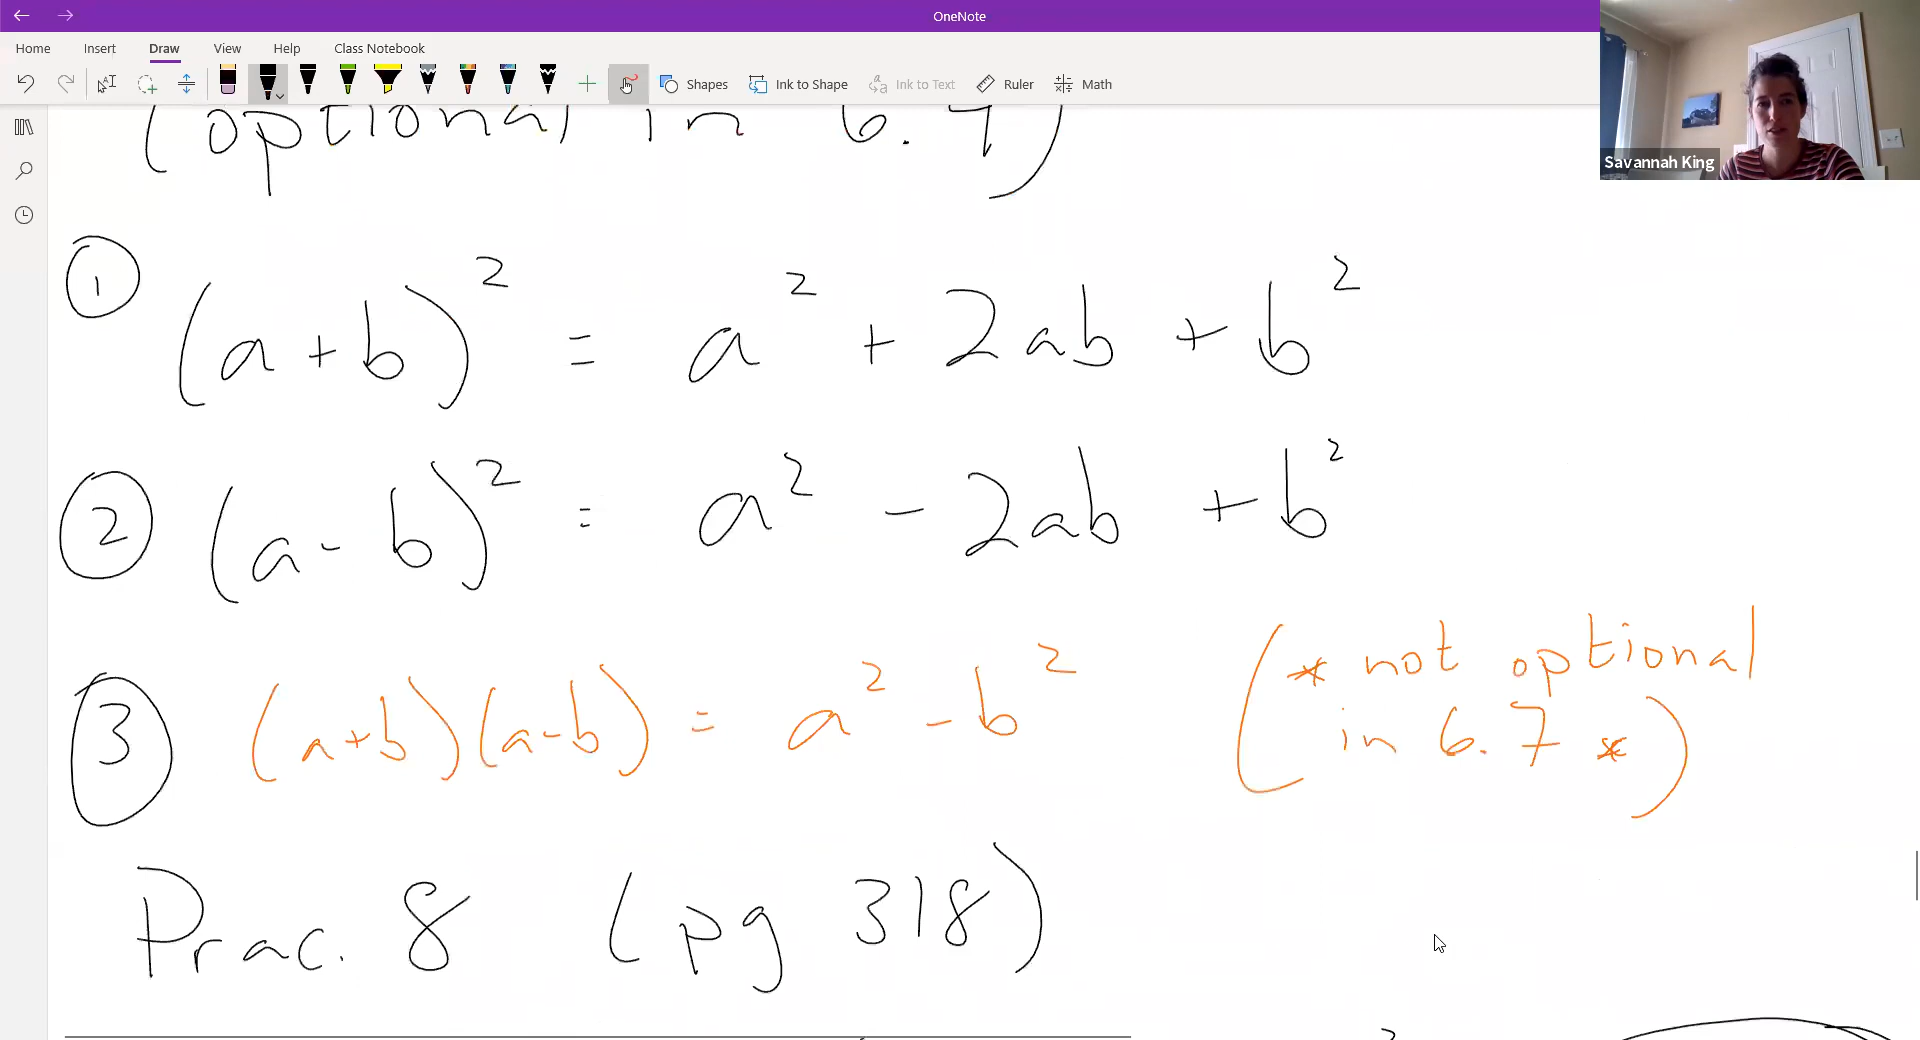 OneNote
Home Insert Draw View Help Class Notebook
Shapes Ink to Shape Ink to Text Ruler Math
Savannah King
(optional in 6.
1 (a+b)² = a² + 2ab + b²
2 (a-b)² = a² - 2ab + b²
3 (a+b)(a-b) = a² - b² (* not optional
in 6.7 *)
Prac. 8 (pg 318)